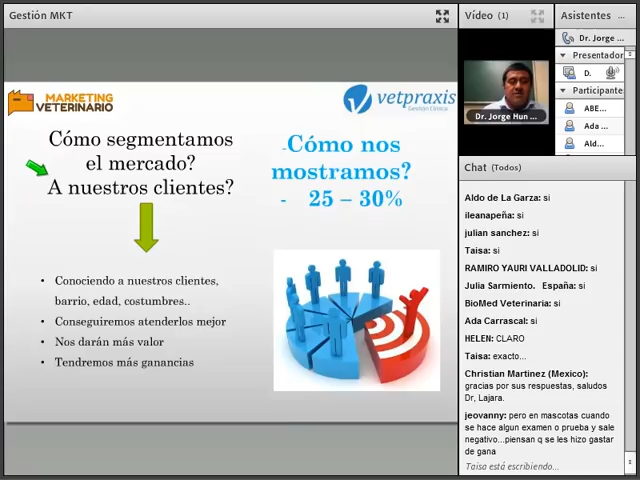 Gestión MKT
Vídeo (1)
Asistentes
MARKETING
VETERINARIO
vetpraxis
Gestión Clínica
Cómo segmentamos
el mercado?
A nuestros clientes?
-Cómo nos
mostramos?
- 25 – 30%
• Conociendo a nuestros clientes,
barrio, edad, costumbres..
• Conseguiremos atenderlos mejor
• Nos darán más valor
• Tendremos más ganancias
Dr. Jorge Hun ...
Dr. Jorge ...
Presentador
D.
Participante
ABE...
Ada ...
Ald...
Chat (Todos)
Aldo de La Garza: si
ileanapeña: si
julian sanchez: si
Taisa: si
RAMIRO YAURI VALLADOLID: si
Julia Sarmiento. España: si
BioMed Veterinaria: si
Ada Carrascal: si
HELEN: CLARO
Taisa: exacto...
Christian Martinez (Mexico):
gracias por sus respuestas, saludos
Dr, Lajara.
jeovanny: pero en mascotas cuando
se hace algun examen o prueba y sale
negativo...piensan q se les hizo gastar
de gana
Taisa está escribiendo...